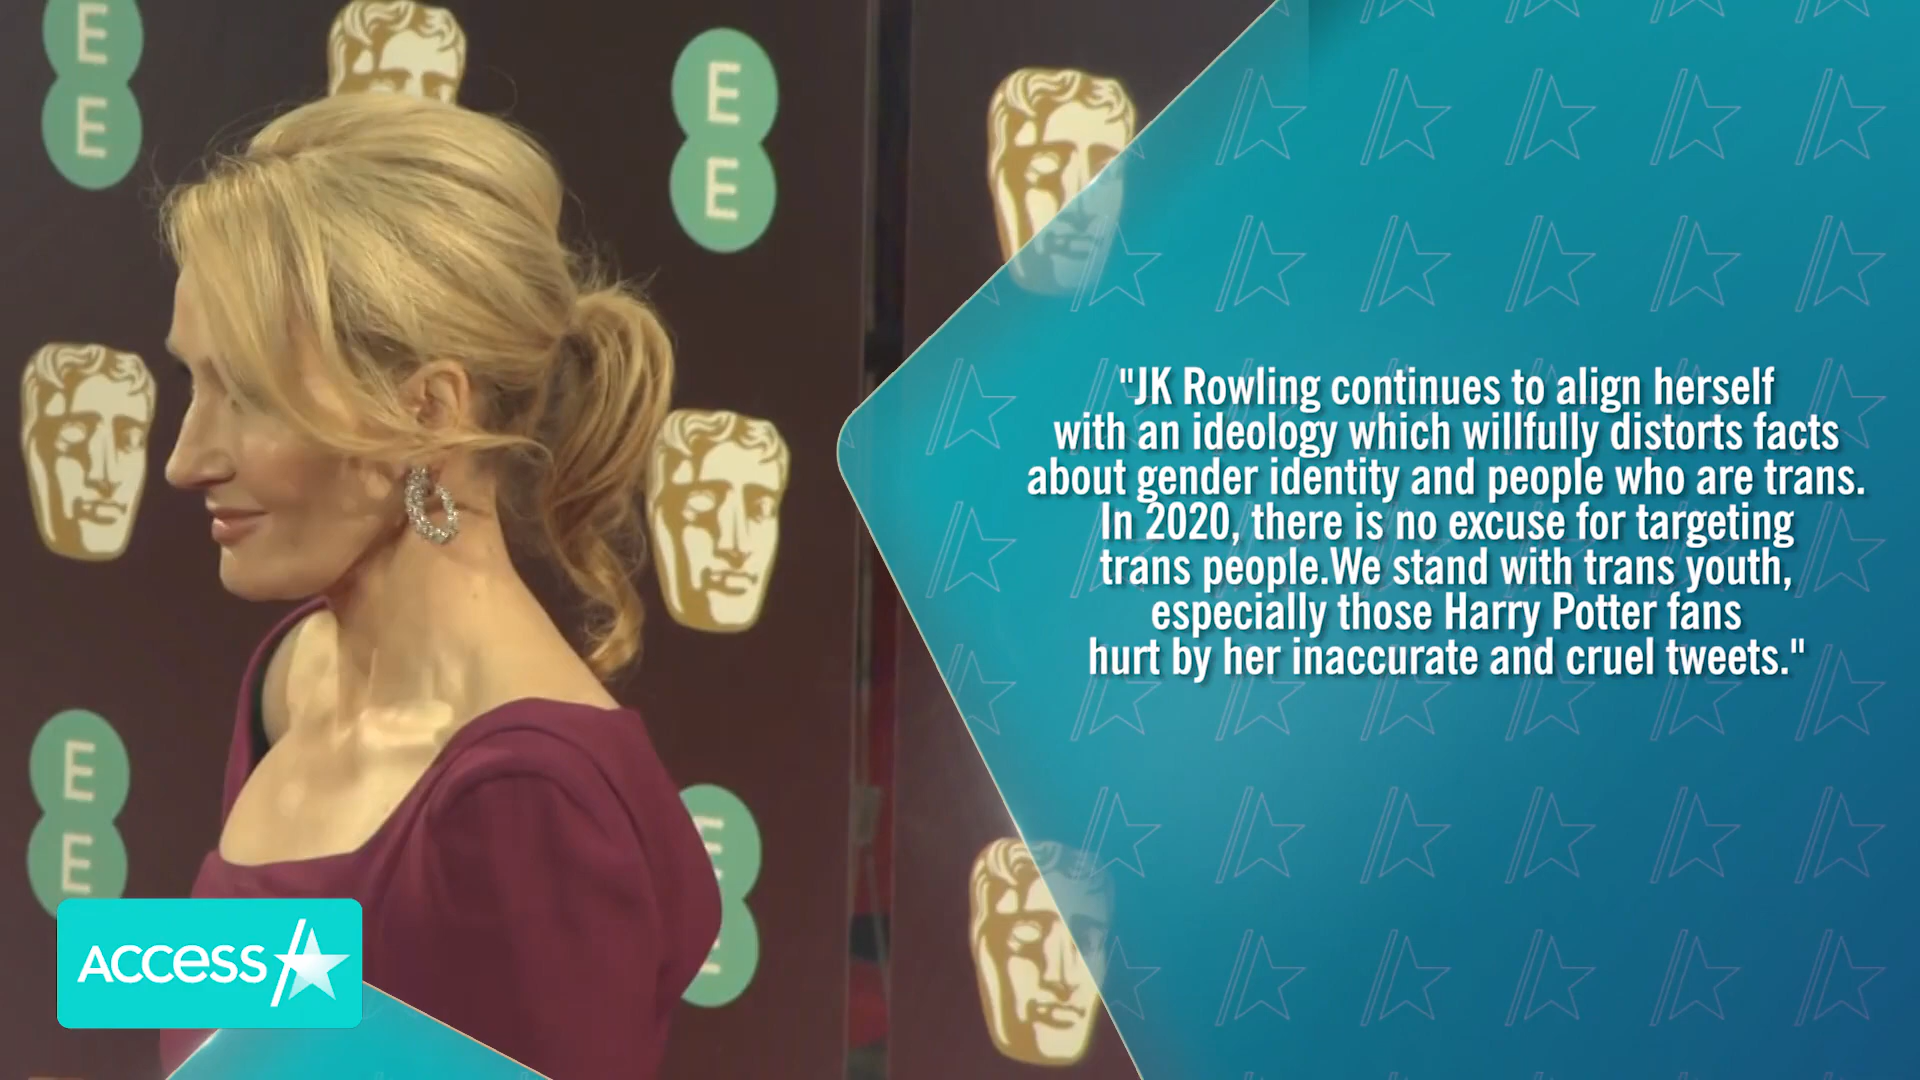 E
E
E
E
"JK Rowling continues to align herself
with an ideology which willfully distorts facts
about gender identity and people who are trans.
In 2020, there is no excuse for targeting
trans people.We stand with trans youth,
especially those Harry Potter fans
hurt by her inaccurate and cruel tweets."
E
E
E
E
ACCESS